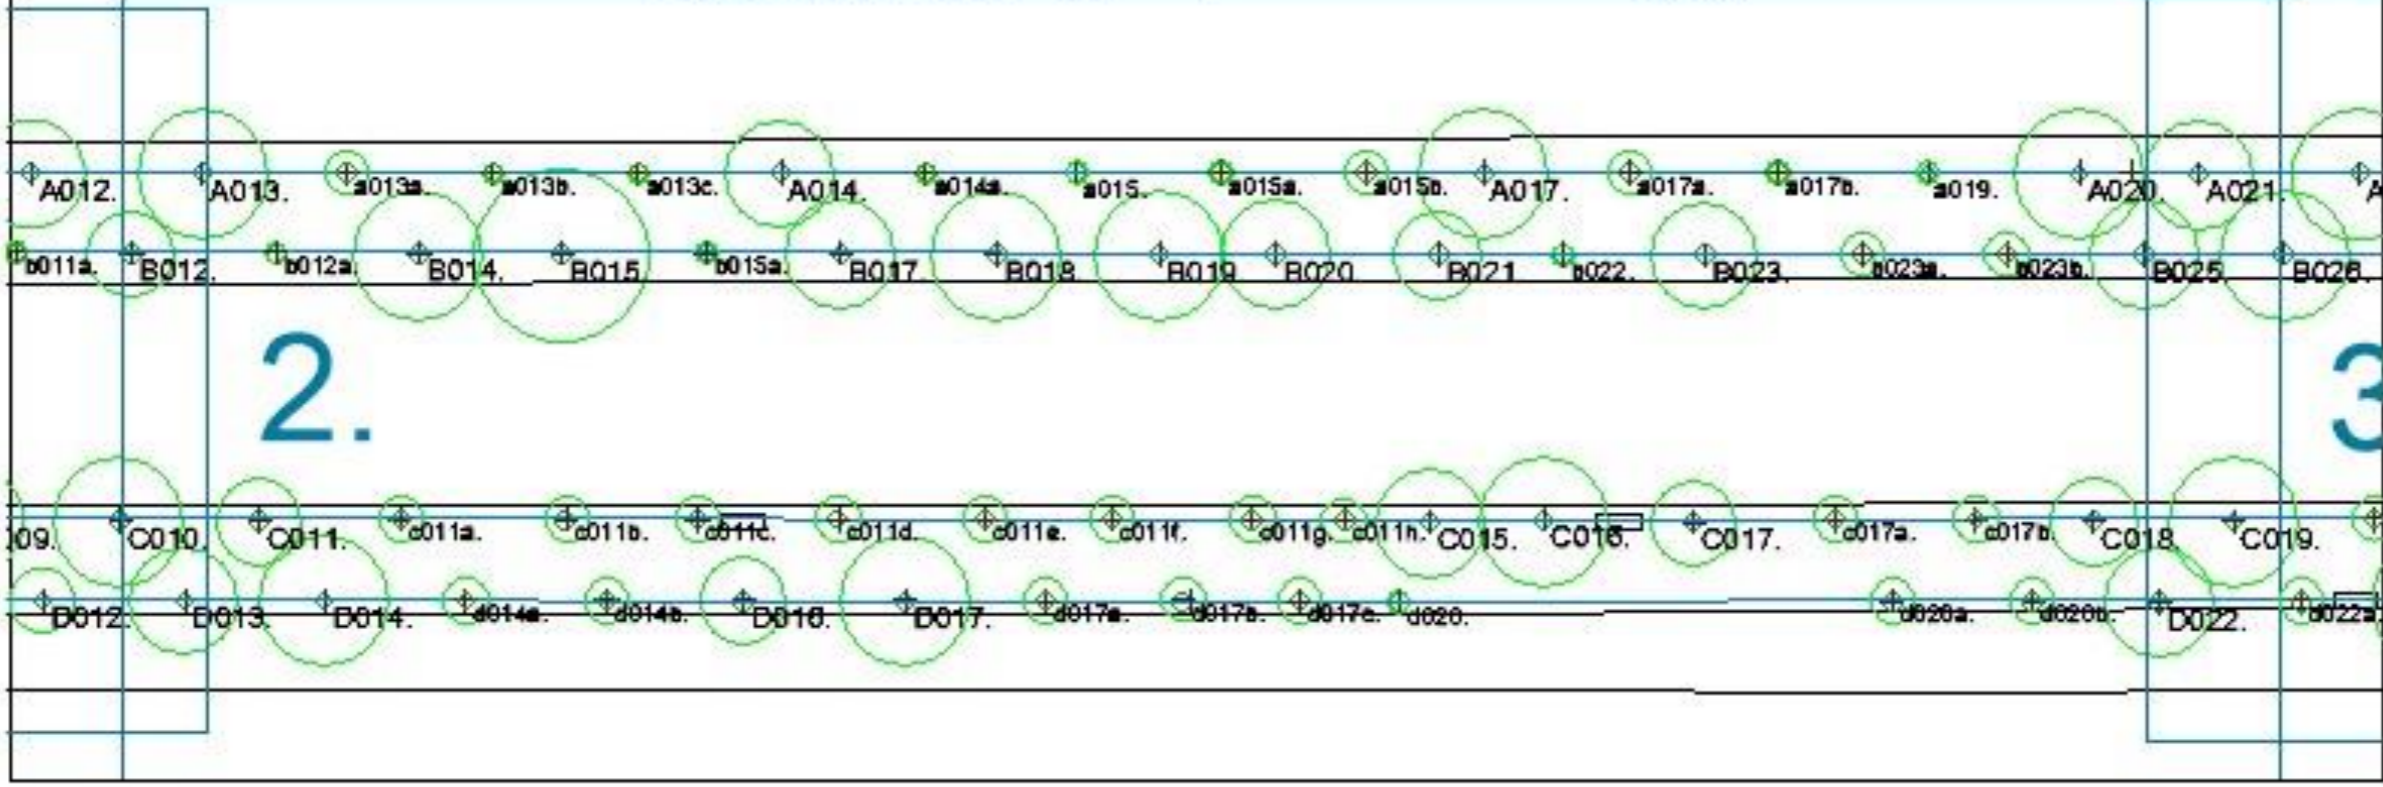 A012. A013. a013a. a013b. a013c. A014. a014a. a015. a015a. a015b. A017. a017a. a017b. a019. A020. A021. A
b011a. B012. b012a. B014. B015. b015a. B017. B018. B019. B020. B021. b022. B023. b023a. b023b. B025. B026.
2. 3
09. C010. C011. c011a. c011b. c011c. c011d. c011e. c011f. c011g. c011h. C015. C016. C017. c017a. c017b. C018. C019.
D012. D013. D014. d014a. d014b. D016. D017. d017a. d017b. d017c. d020. d020a. d020b. D022. d022a.